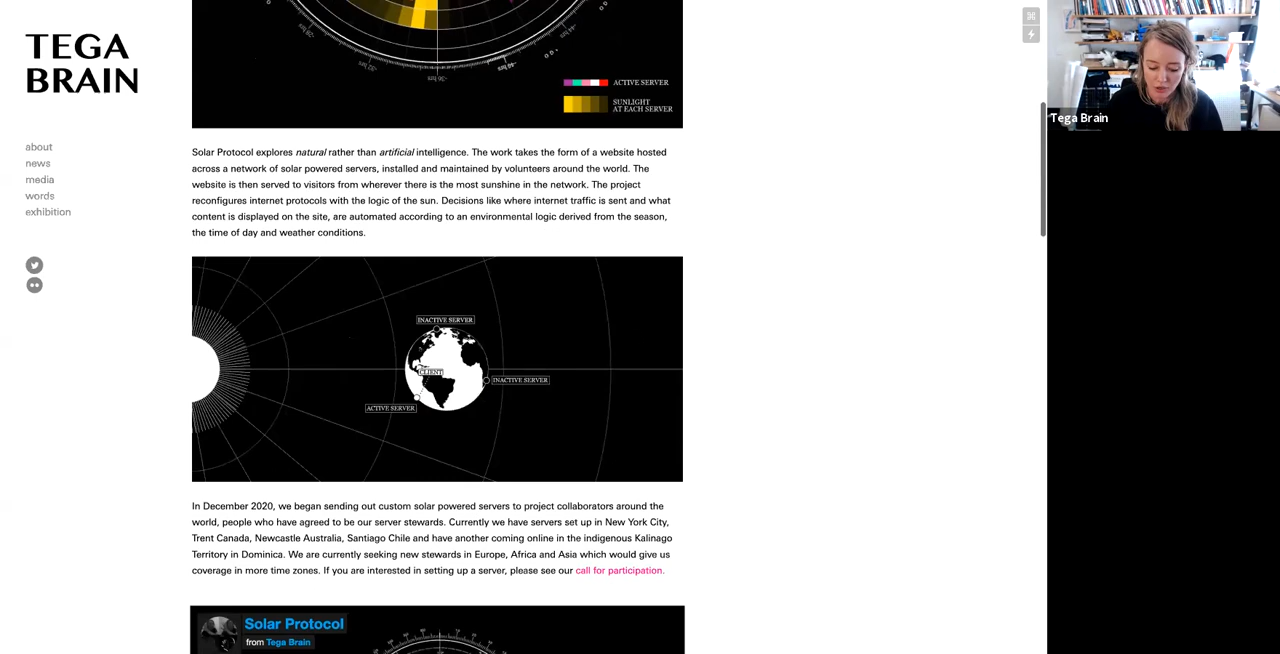 TEGA
BRAIN
about
news
media
words
exhibition
ACTIVE SERVER
SUNLIGHT
AT EACH SERVER
Solar Protocol explores natural rather than artificial intelligence. The work takes the form of a website hosted
across a network of solar powered servers, installed and maintained by volunteers around the world. The
website is then served to visitors from wherever there is the most sunshine in the network. The project
reconfigures internet protocols with the logic of the sun. Decisions like where internet traffic is sent and what
content is displayed on the site, are automated according to an environmental logic derived from the season,
the time of day and weather conditions.
INACTIVE SERVER
CLIENT
INACTIVE SERVER
ACTIVE SERVER
In December 2020, we began sending out custom solar powered servers to project collaborators around the
world, people who have agreed to be our server stewards. Currently we have servers set up in New York City,
Trent Canada, Newcastle Australia, Santiago Chile and have another coming online in the indigenous Kalinago
Territory in Dominica. We are currently seeking new stewards in Europe, Africa and Asia which would give us
coverage in more time zones. If you are interested in setting up a server, please see our call for participation.
Solar Protocol
from Tega Brain
Tega Brain